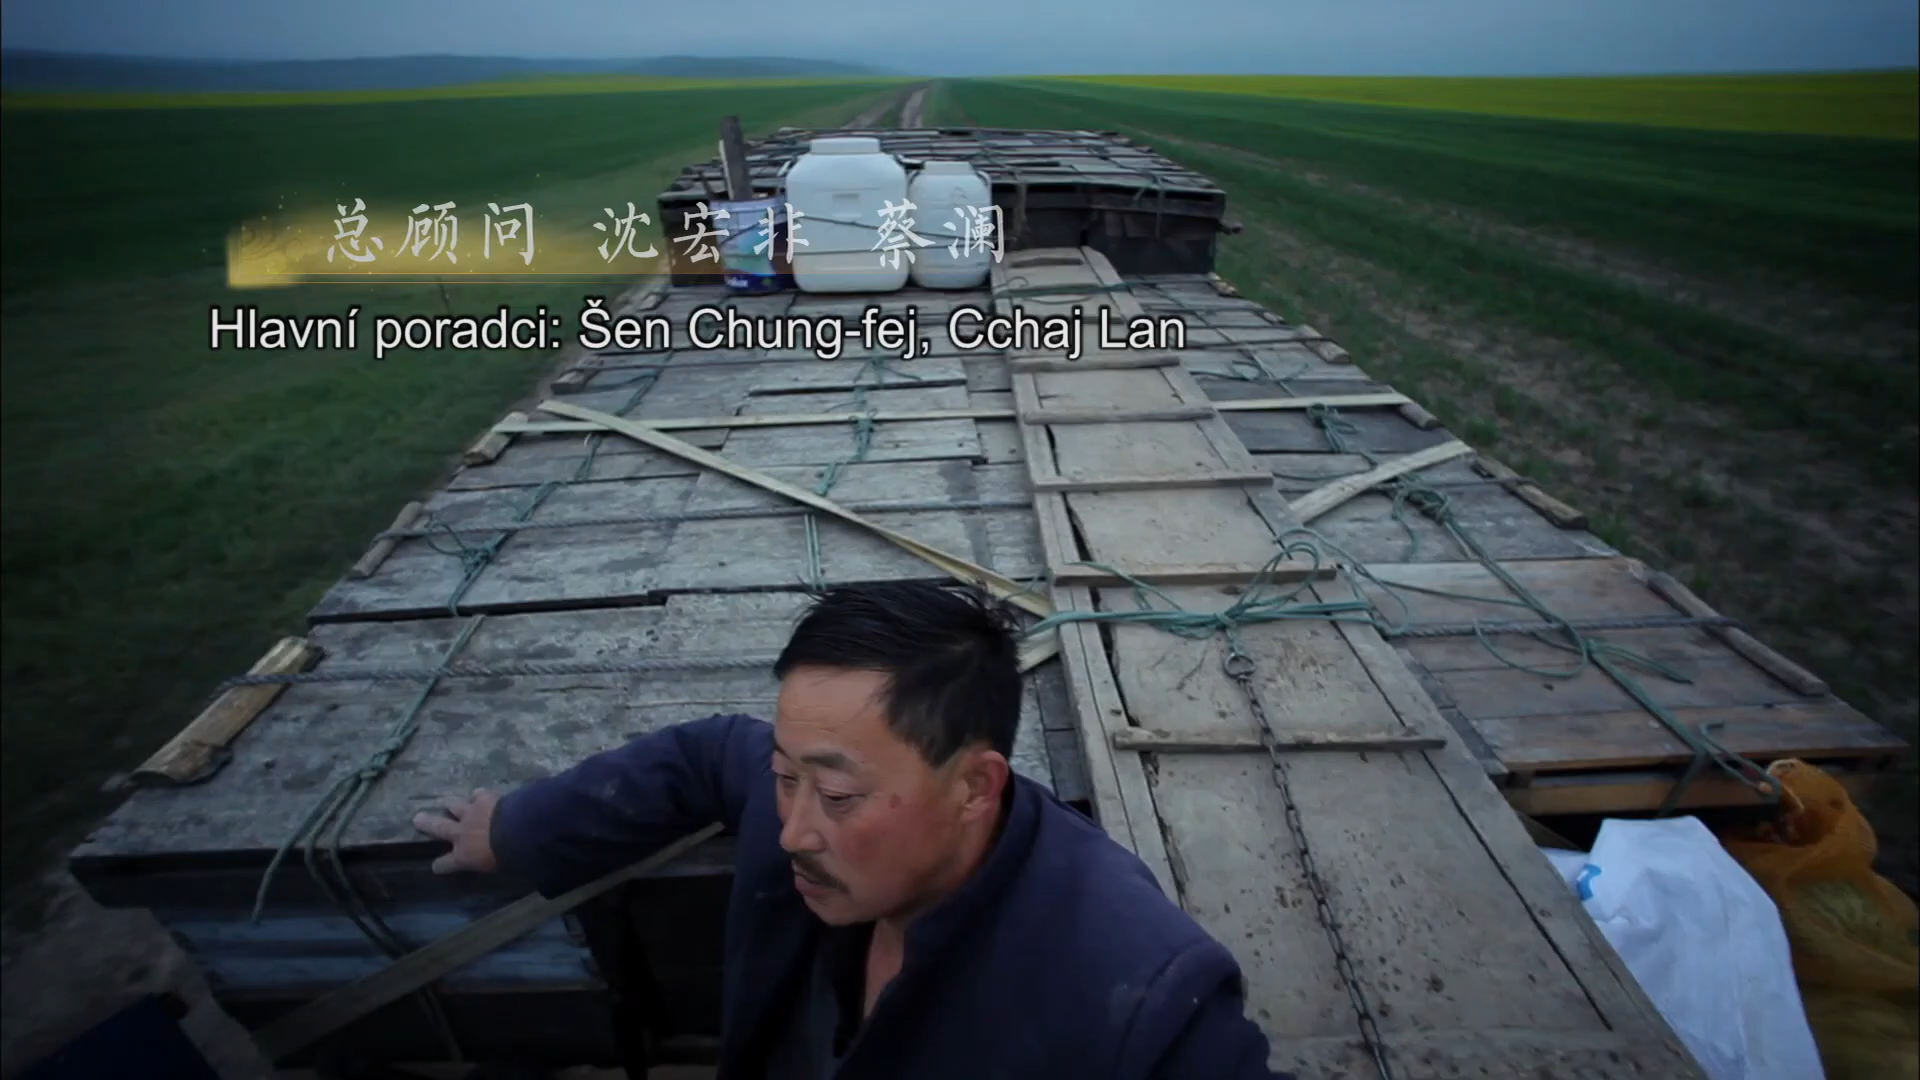 总顾问 沈宏非 蔡澜
Hlavní poradci: Šen Chung-fej, Cchaj Lan